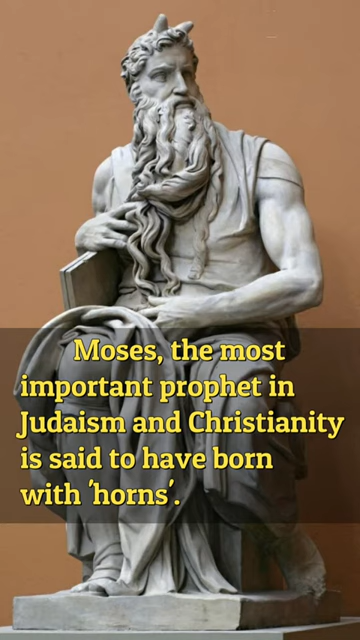 Moses, the most
important prophet in
Judaism and Christianity
is said to have born
with 'horns'.